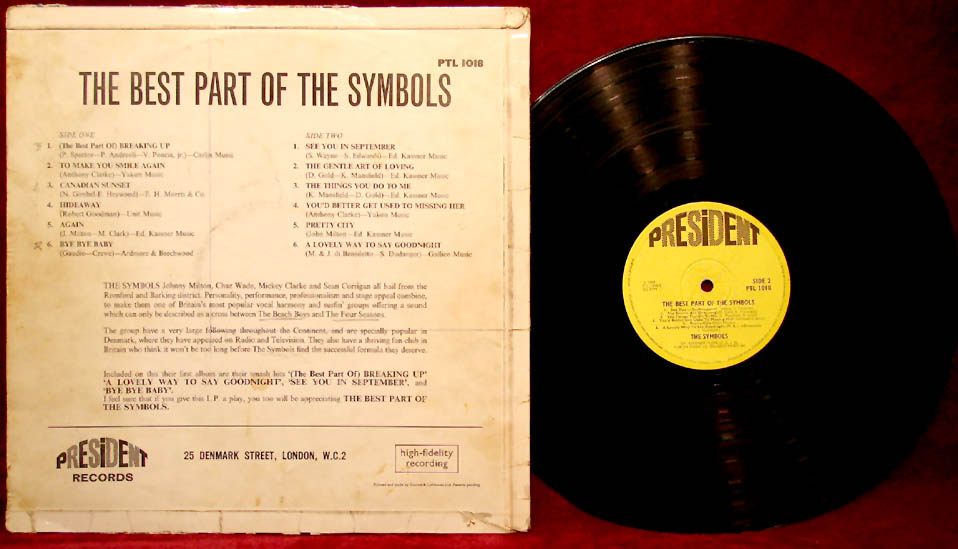 PTL 1018
THE BEST PART OF THE SYMBOLS
SIDE ONE
1. (The Best Part Of) BREAKING UP
(P. Spector—P. Andreoli—V. Poncia, jr.)—Carlin Music
2. TO MAKE YOU SMILE AGAIN
(Anthony Clarke)—Yukon Music
3. CANADIAN SUNSET
(N. Gimbel-E. Heywood)—F. H. Morris & Co.
4. HIDEAWAY
(Robert Goodman)—Unit Music
5. AGAIN
(J. Milton—M. Clark)—Ed. Kassner Music
6. BYE BYE BABY
(Gaudio—Crewe)—Ardmore & Beechwood
SIDE TWO
1. SEE YOU IN SEPTEMBER
(S. Wayne—S. Edwards)—Ed. Kassner Music
2. THE GENTLE ART OF LOVING
(D. Gold—K. Mansfield)—Ed. Kassner Music
3. THE THINGS YOU DO TO ME
(K. Mansfield—D. Gold)—Ed. Kassner Music
4. YOU'D BETTER GET USED TO MISSING HER
(Anthony Clarke)—Yukon Music
5. PRETTY CITY
(John Milton)—Ed. Kassner Music
6. A LOVELY WAY TO SAY GOODNIGHT
(M. & J. di Benedetto—S. Dudanger)—Gallico Music
THE SYMBOLS Johnny Milton, Chas Wade, Mickey Clarke and Sean Corrigan all hail from the
Romford and Barking district. Personality, performance, professionalism and stage appeal combine,
to make them one of Britain's most popular vocal harmony and surfin' groups offering a sound
which can only be described as a cross between The Beach Boys and The Four Seasons.
The group have a very large following throughout the Continent, and are specially popular in
Denmark, where they have appeared on Radio and Television. They also have a thriving fan club in
Britain who think it won't be too long before The Symbols find the successful formula they deserve.
Included on this their first album are their smash hits '(The Best Part Of) BREAKING UP'
'A LOVELY WAY TO SAY GOODNIGHT', 'SEE YOU IN SEPTEMBER', and
'BYE BYE BABY'.
I feel sure that if you give this L.P. a play, you too will be appreciating THE BEST PART OF
THE SYMBOLS.
PRESiDENT
RECORDS
25 DENMARK STREET, LONDON, W.C.2
high-fidelity
recording
PRESiDENT
SIDE 2
PTL 1018
THE BEST PART OF THE SYMBOLS
THE SYMBOLS